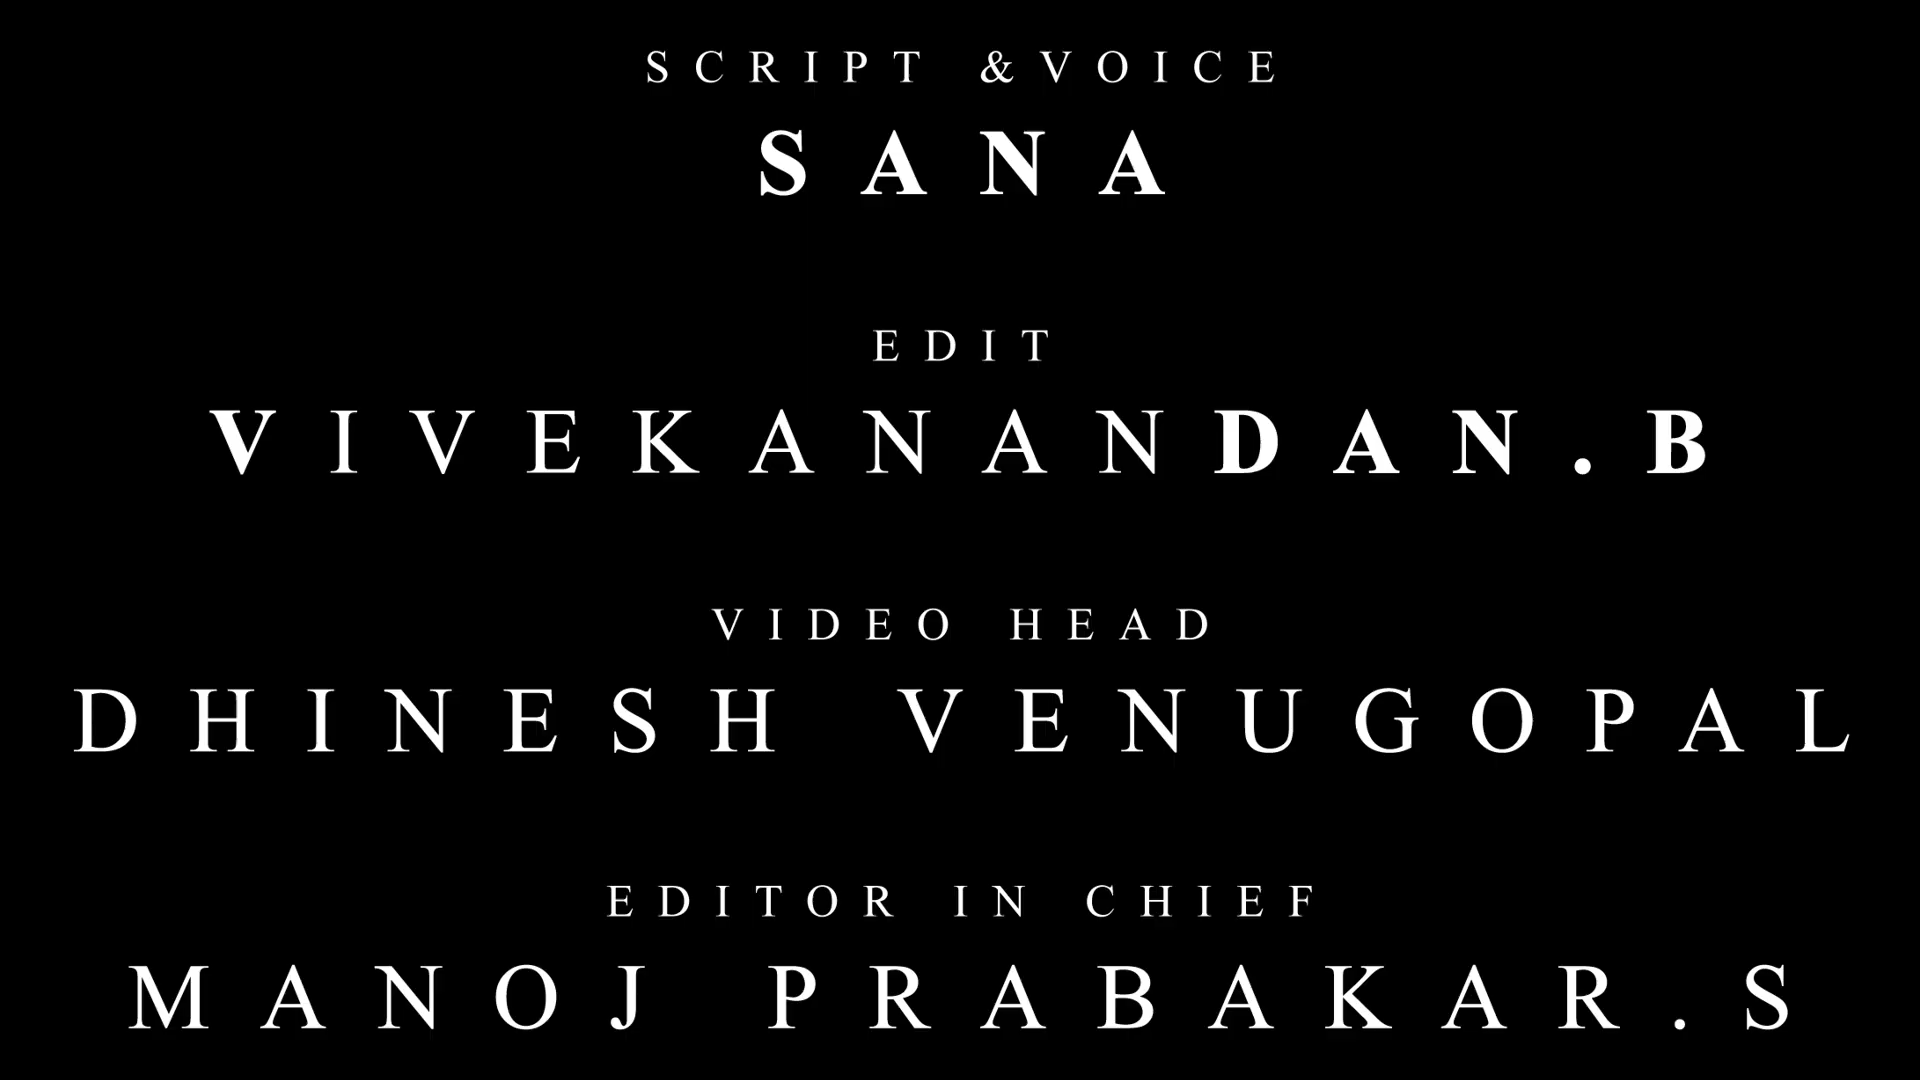 SCRIPT &VOICE
SANA
EDIT
VIVEKANANDAN.B
VIDEO HEAD
DHINESH VENUGOPAL
EDITOR IN CHIEF
MANOJ PRABAKAR.S